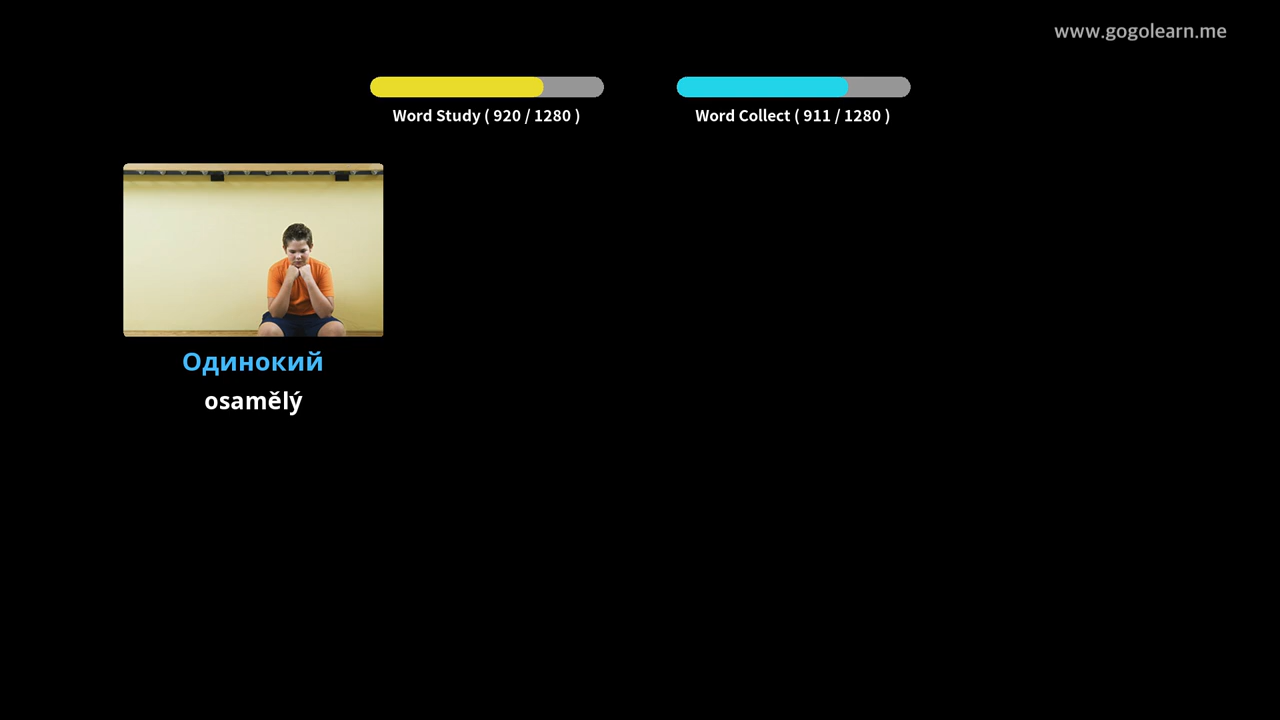 www.gogolearn.me
Word Study ( 920 / 1280 )
Word Collect ( 911 / 1280 )
Одинокий
osamělý